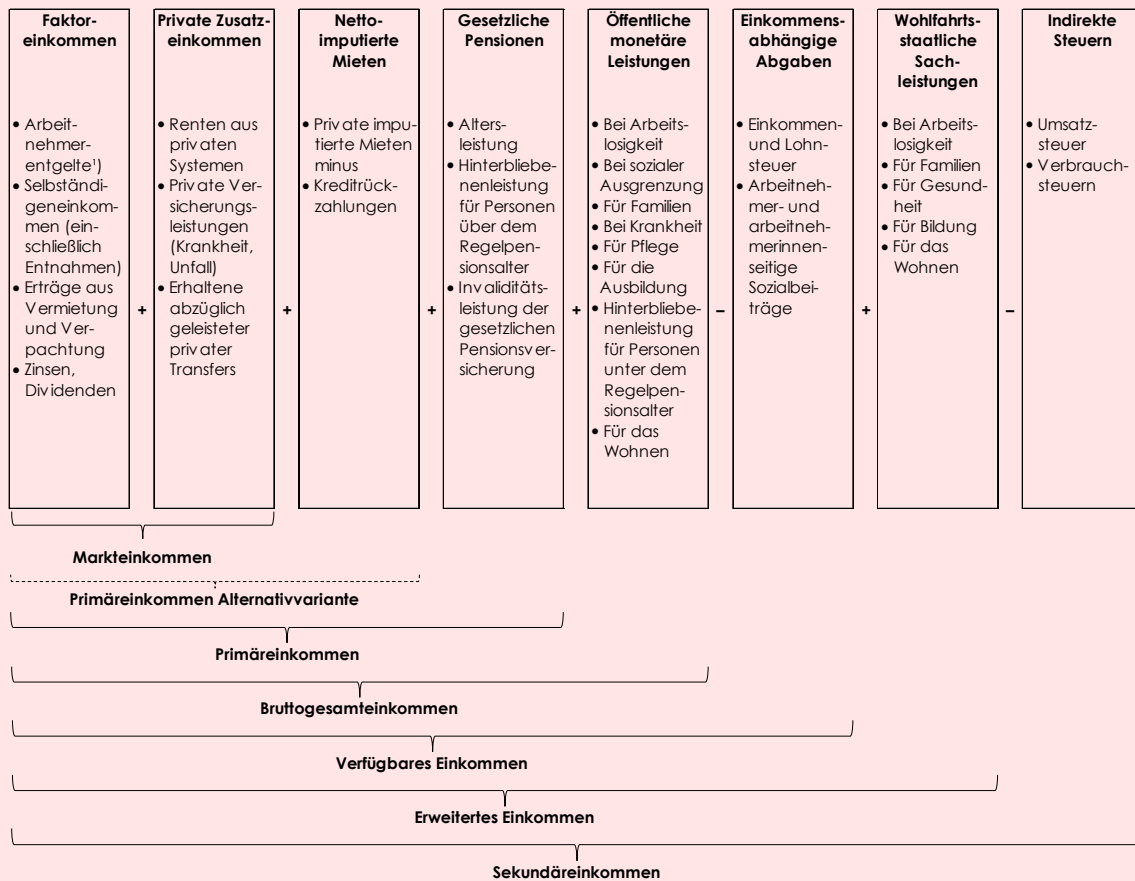 Faktor-
einkommen
Private Zusatz-
einkommen
Netto-
imputierte
Mieten
Gesetzliche
Pensionen
Öffentliche
monetäre
Leistungen
Einkommens-
abhängige
Abgaben
Wohlfahrts-
staatliche
Sach-
leistungen
Indirekte
Steuern
• Arbeit-
nehmer-
entgelte¹)
• Selbständi-
geneinkom-
men (ein-
schließlich
Entnahmen)
• Erträge aus
Vermietung
und Ver-
pachtung
• Zinsen,
Dividenden
+
• Renten aus
privaten
Systemen
• Private Ver-
sicherungs-
leistungen
(Krankheit,
Unfall)
• Erhaltene
abzüglich
geleisteter
privater
Transfers
+
• Private impu-
tierte Mieten
minus
• Kreditrück-
zahlungen
+
• Alters-
leistung
• Hinterbliebe-
nenleistung
für Personen
über dem
Regelpen-
sionsalter
• Invaliditäts-
leistung der
gesetzlichen
Pensionsver-
sicherung
+
• Bei Arbeits-
losigkeit
• Bei sozialer
Ausgrenzung
• Für Familien
• Bei Krankheit
• Für Pflege
• Für die
Ausbildung
• Hinterbliebe-
nenleistung
für Personen
unter dem
Regelpen-
sionsalter
• Für das
Wohnen
–
• Einkommen-
und Lohn-
steuer
• Arbeitneh-
mer- und
arbeitneh-
merinnen-
seitige
Sozialbei-
träge
+
• Bei Arbeits-
losigkeit
• Für Familien
• Für Gesund-
heit
• Für Bildung
• Für das
Wohnen
–
• Umsatz-
steuer
• Verbrauch-
steuern
Markteinkommen
Primäreinkommen Alternativvariante
Primäreinkommen
Bruttogesamteinkommen
Verfügbares Einkommen
Erweitertes Einkommen
Sekundäreinkommen